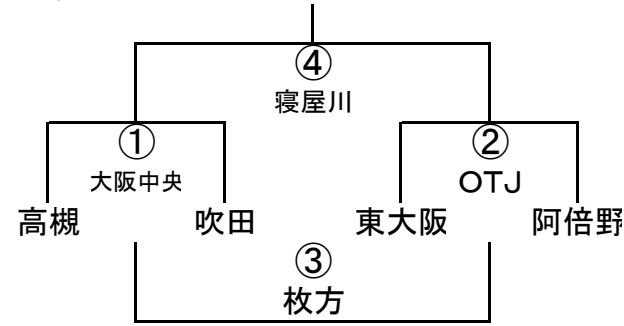 ④
寝屋川
①
②
大阪中央
OTJ
高槻
吹田
東大阪
阿倍野
③
枚方